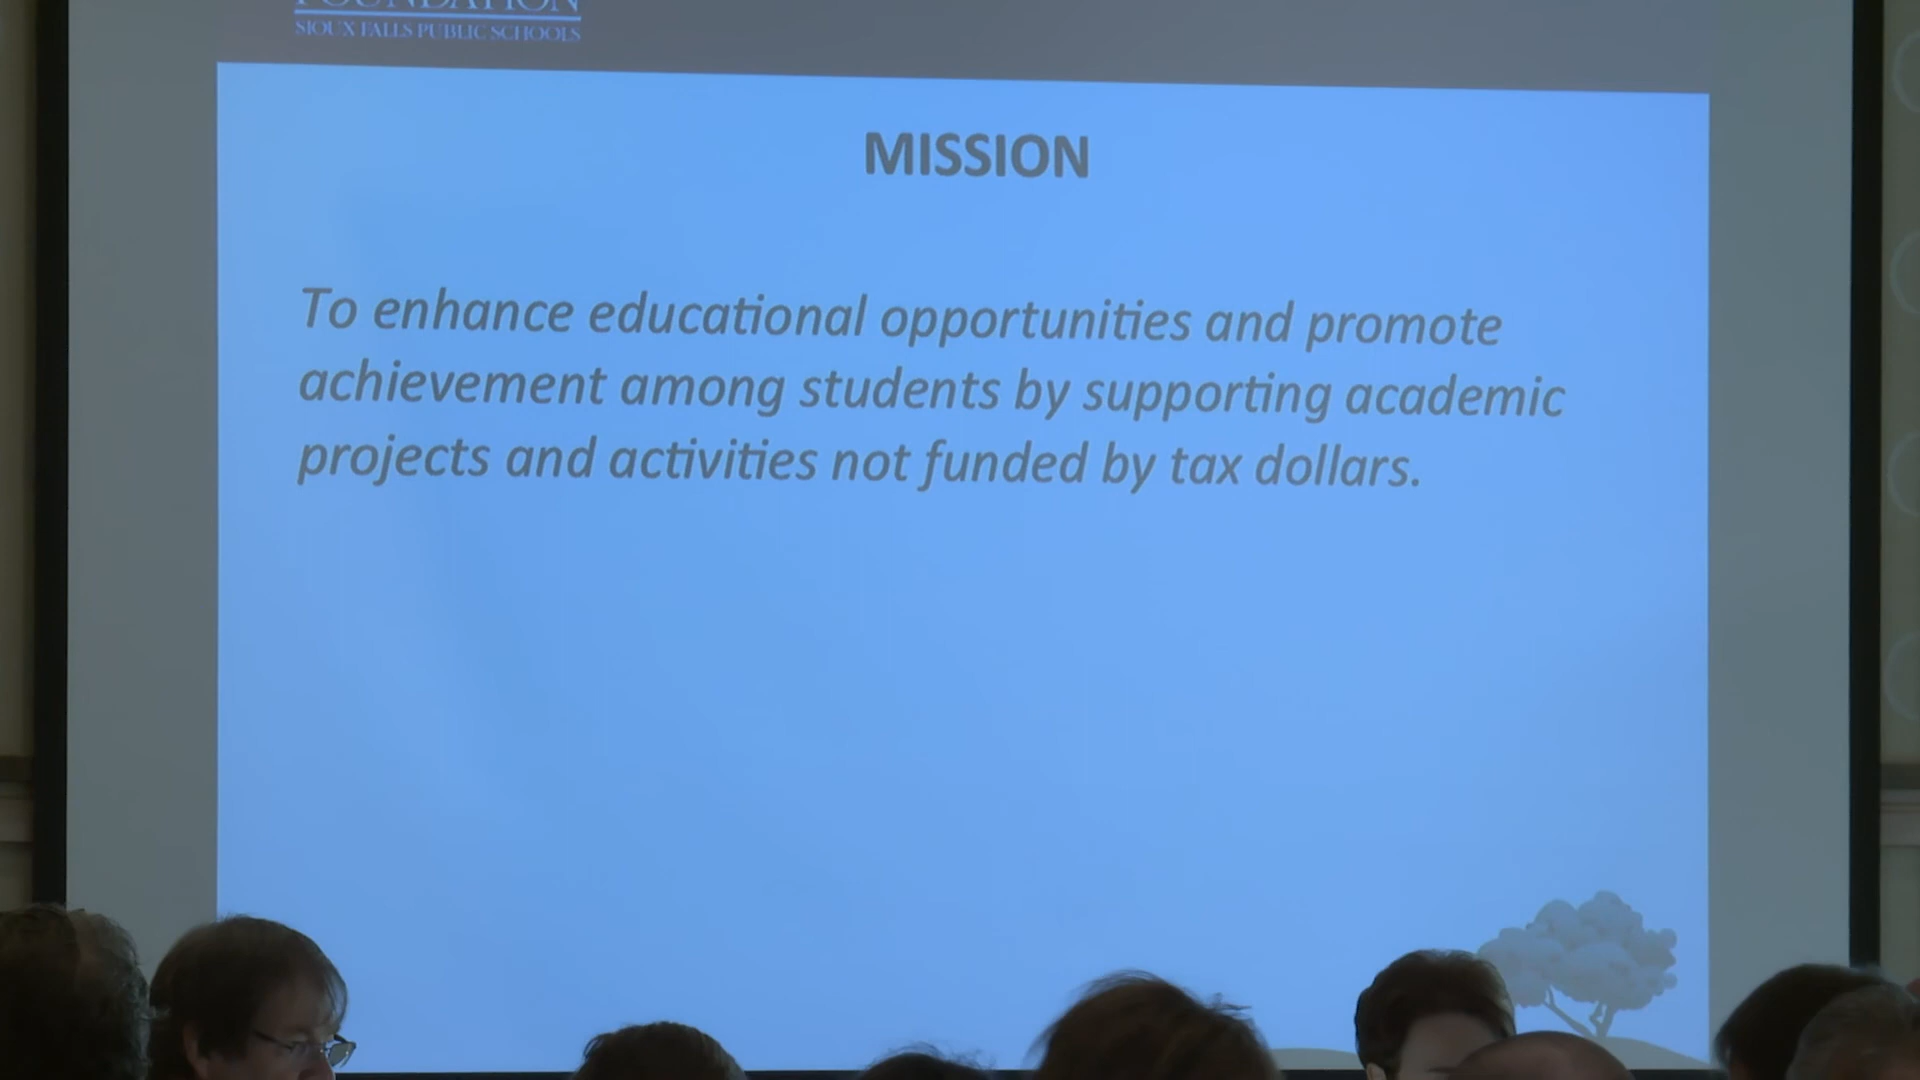 FOUNDATION
SIOUX FALLS PUBLIC SCHOOLS
MISSION
To enhance educational opportunities and promote
achievement among students by supporting academic
projects and activities not funded by tax dollars.